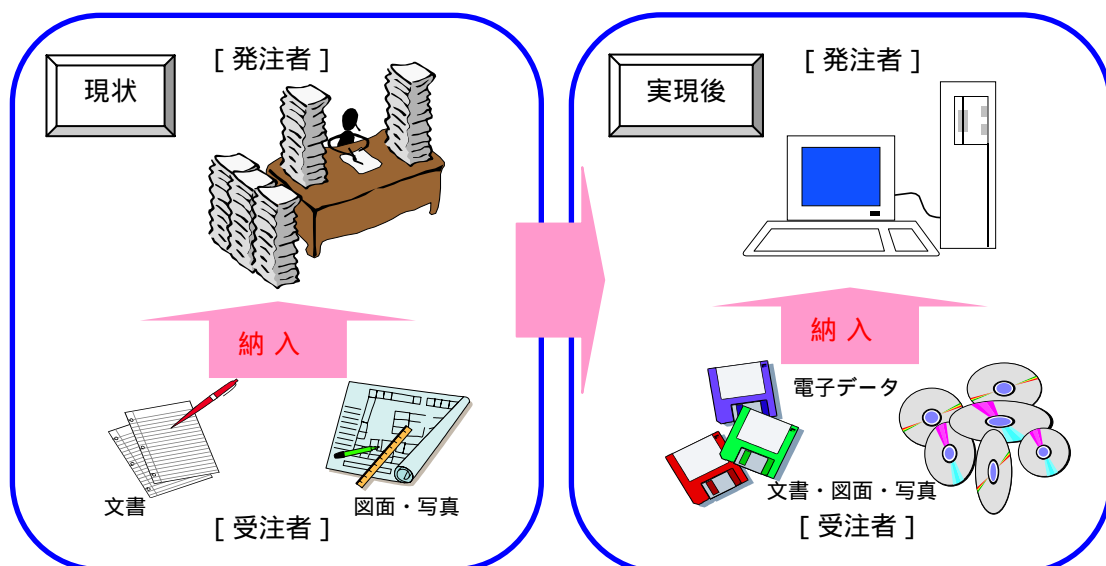 現状
[ 発注者 ]
納 入
文書
図面・写真
[ 受注者 ]
実現後
[ 発注者 ]
納 入
電子データ
文書・図面・写真
[ 受注者 ]